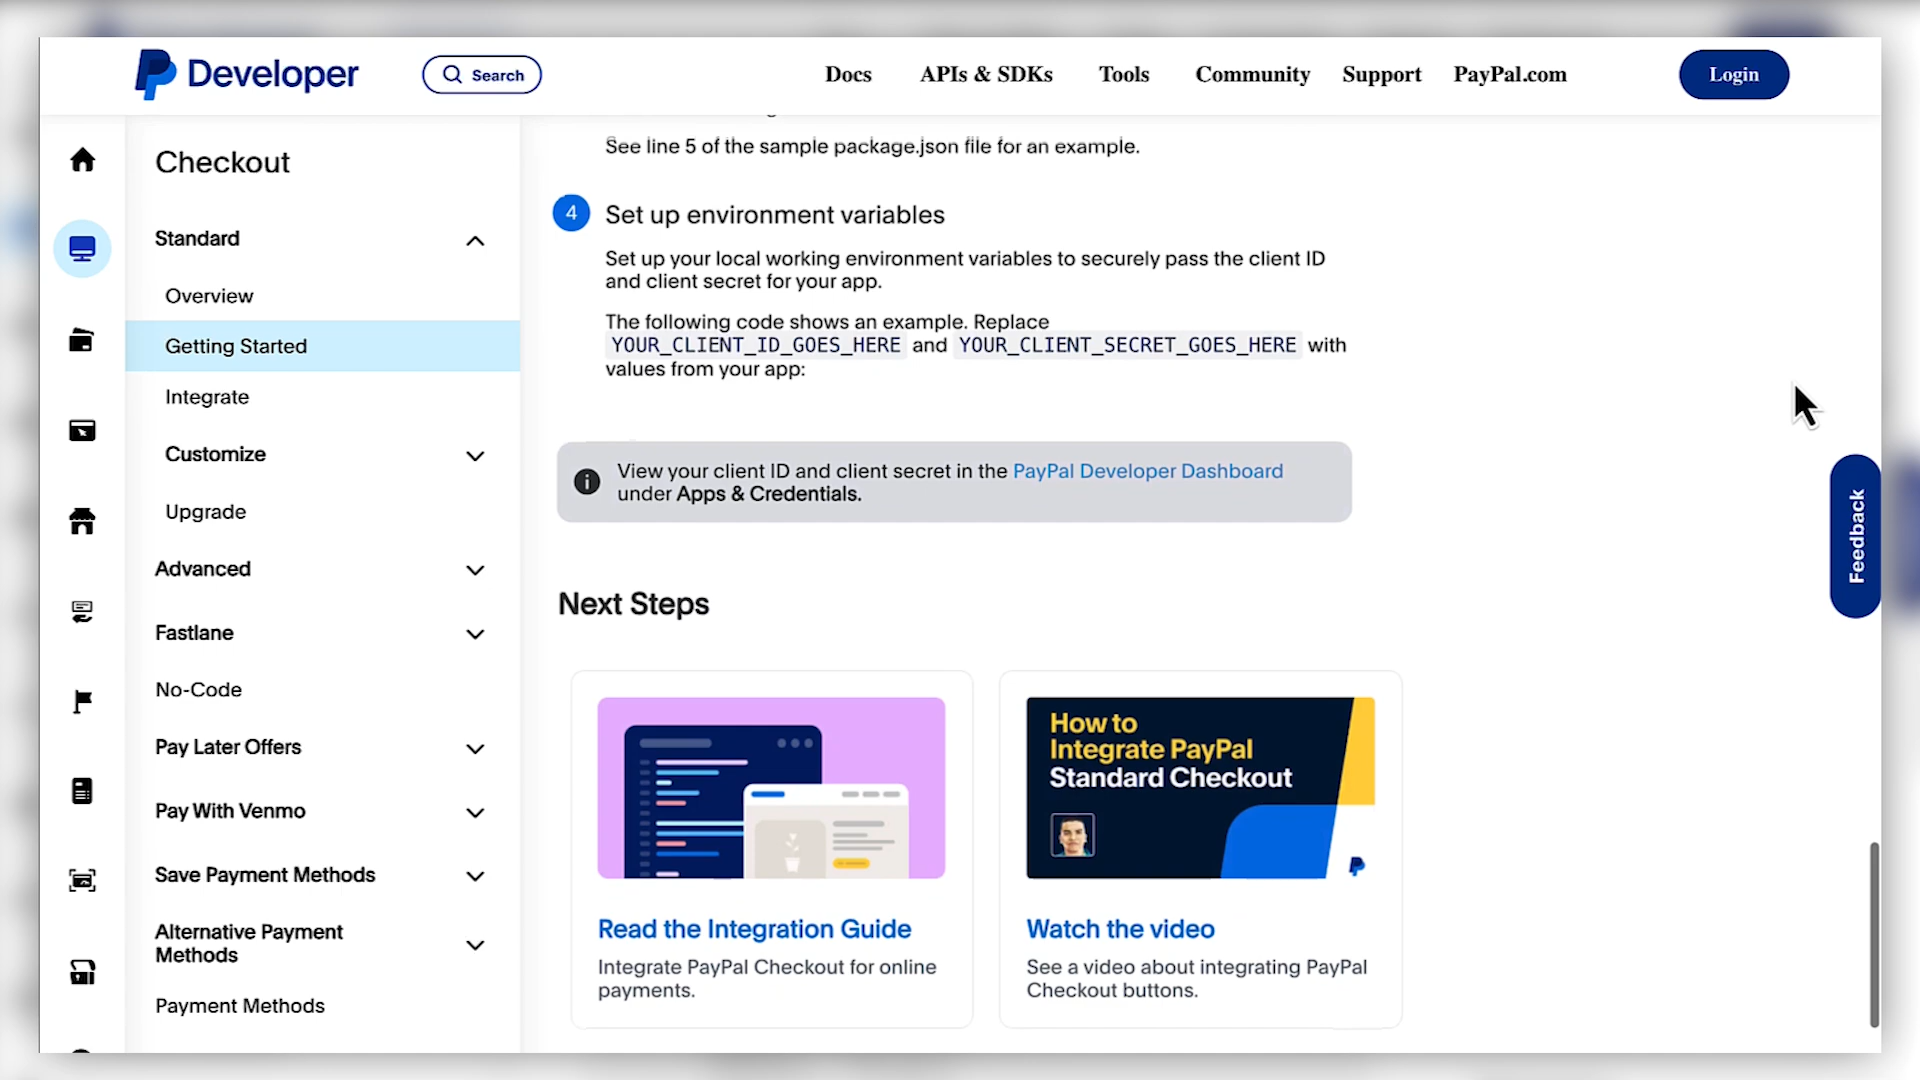 Developer
Search
Docs
APIs & SDKs
Tools
Community
Support
PayPal.com
Login
Checkout
Standard
Overview
Getting Started
Integrate
Customize
Upgrade
Advanced
Fastlane
No-Code
Pay Later Offers
Pay With Venmo
Save Payment Methods
Alternative Payment
Methods
Payment Methods
See line 5 of the sample package.json file for an example.
4 Set up environment variables
Set up your local working environment variables to securely pass the client ID
and client secret for your app.
The following code shows an example. Replace
YOUR_CLIENT_ID_GOES_HERE and YOUR_CLIENT_SECRET_GOES_HERE with
values from your app:
View your client ID and client secret in the PayPal Developer Dashboard
under Apps & Credentials.
Next Steps
Read the Integration Guide
Integrate PayPal Checkout for online
payments.
How to
Integrate PayPal
Standard Checkout
Watch the video
See a video about integrating PayPal
Checkout buttons.
Feedback